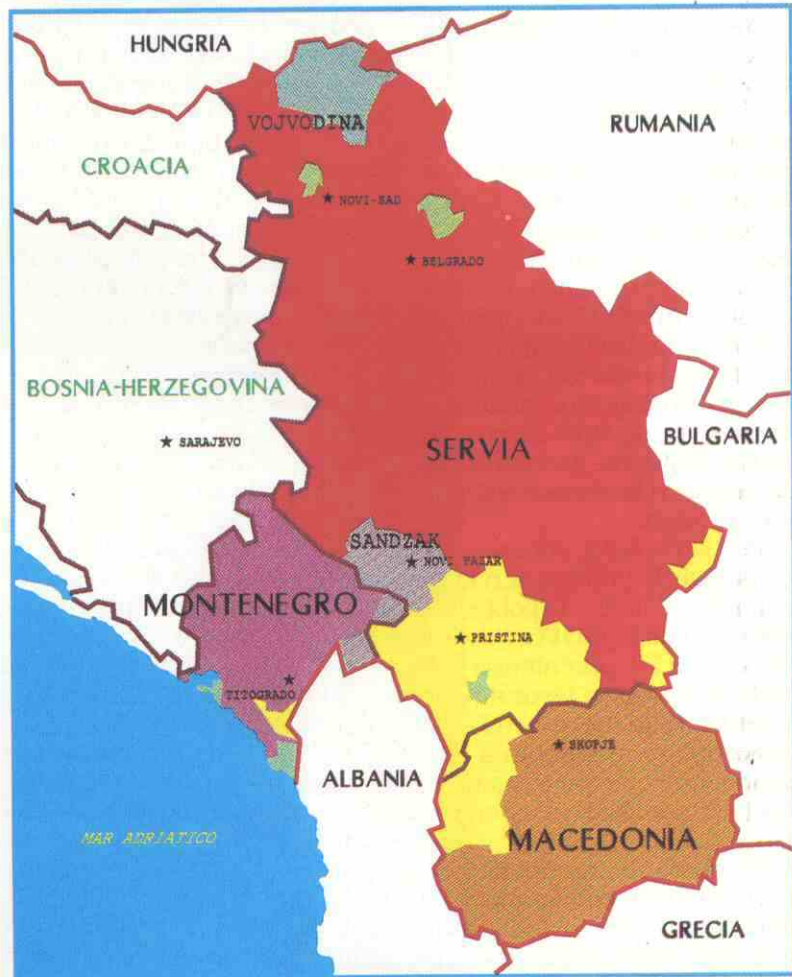 HUNGRIA
VOJVODINA
RUMANIA
CROACIA
★ NOVI-SAD
★ BELGRADO
BOSNIA-HERZEGOVINA
★ SARAJEVO
SERVIA
BULGARIA
SANDZAK
★ NOVI PAZAR
MONTENEGRO
★ PRISTINA
TITOGRADO
★ SKOPJE
ALBANIA
MAR ADRIATICO
MACEDONIA
GRECIA